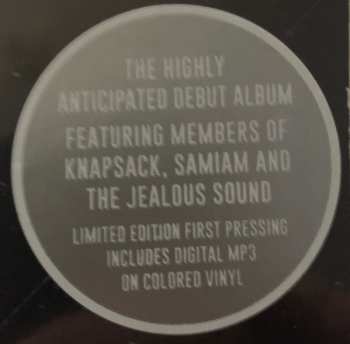 THE HIGHLY
ANTICIPATED DEBUT ALBUM
FEATURING MEMBERS OF
KNAPSACK, SAMIAM AND
THE JEALOUS SOUND
LIMITED EDITION FIRST PRESSING
INCLUDES DIGITAL MP3
ON COLORED VINYL